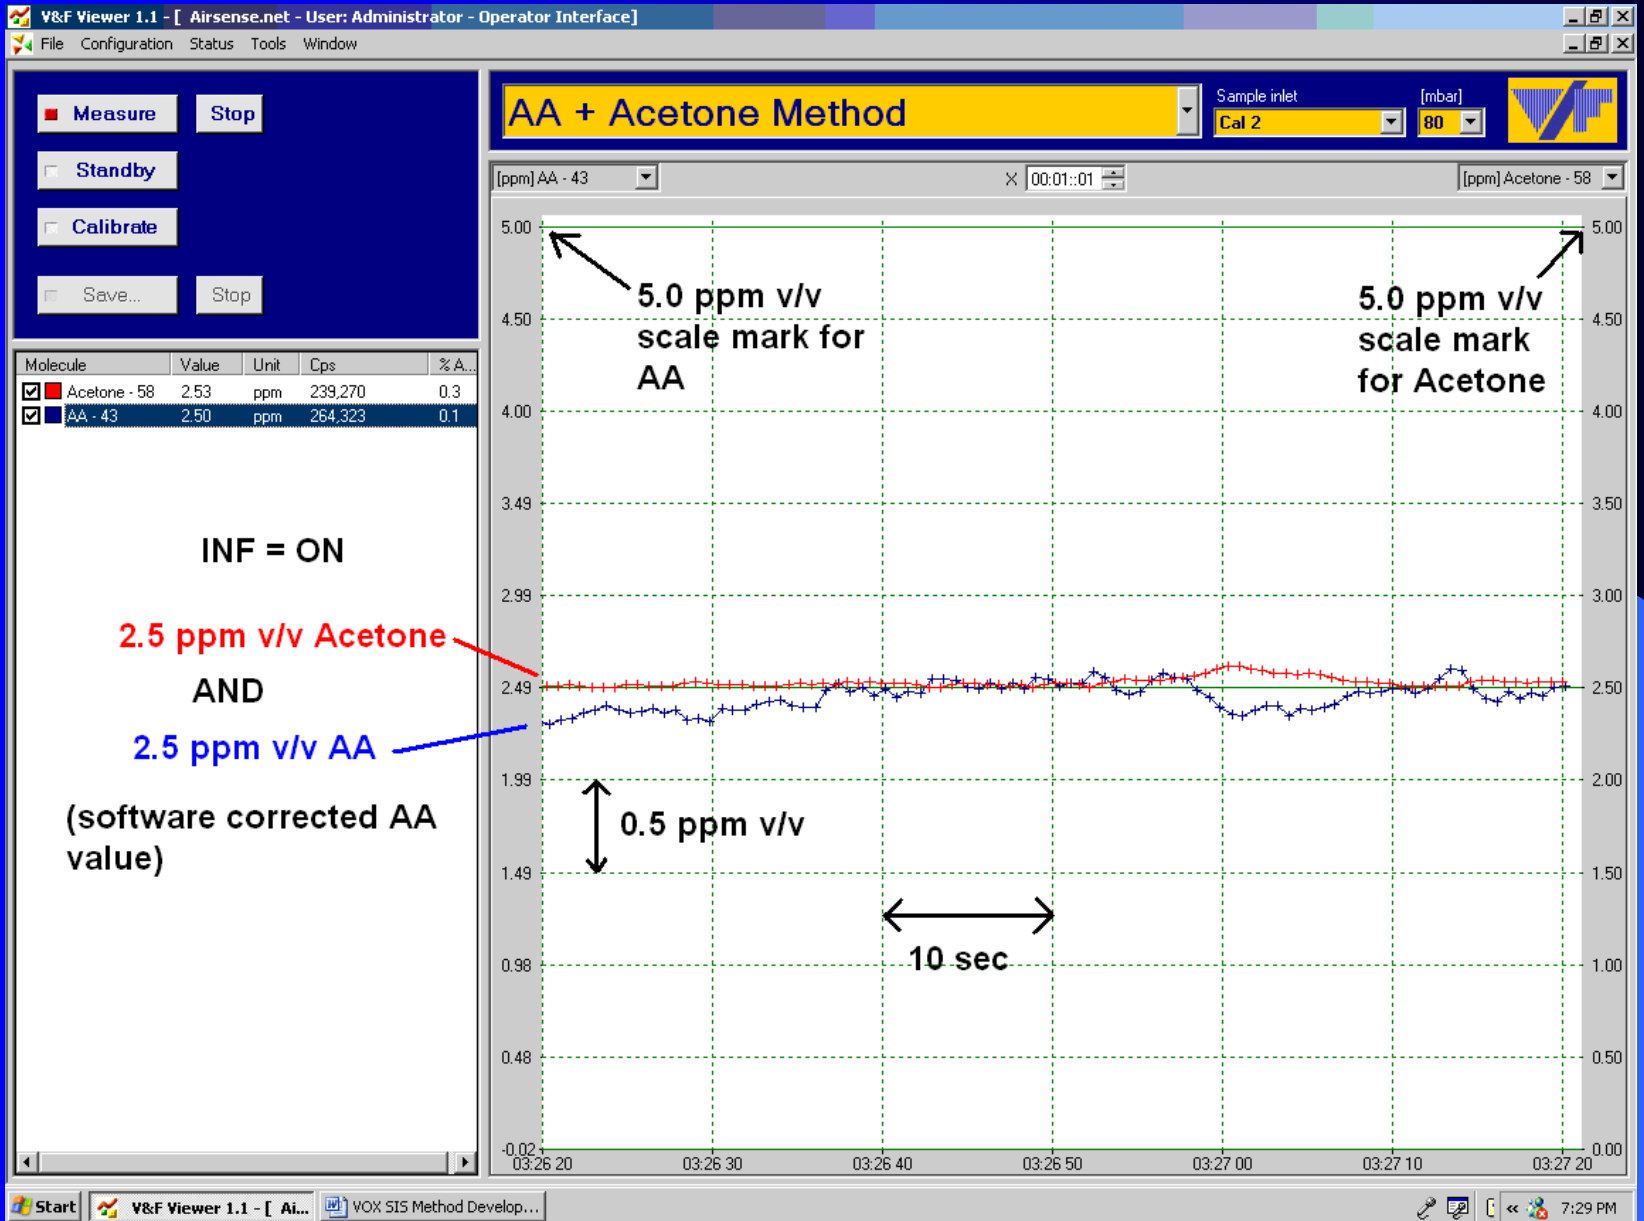 V&F Viewer 1.1 - [ Airsense.net - User: Administrator - Operator Interface]
File Configuration Status Tools Window
Measure Stop
Standby
Calibrate
Save... Stop
AA + Acetone Method
Sample inlet [mbar]
Cal 2 80
[ppm] AA - 43 X 00:01::01 [ppm] Acetone - 58
Molecule Value Unit Cps % A...
Acetone - 58 2.53 ppm 239,270 0.3
AA - 43 2.50 ppm 264,323 0.1
INF = ON
2.5 ppm v/v Acetone
AND
2.5 ppm v/v AA
(software corrected AA
value)
5.00
4.50
4.00
3.49
2.99
2.49
1.99
1.49
0.98
0.48
-0.02
5.0 ppm v/v
scale mark for
AA
5.0 ppm v/v
scale mark
for Acetone
0.5 ppm v/v
10 sec
5.00
4.50
4.00
3.50
3.00
2.50
2.00
1.50
1.00
0.50
0.00
03:26 20 03:26 30 03:26 40 03:26 50 03:27 00 03:27 10 03:27 20
Start V&F Viewer 1.1 - [ Ai... VOX SIS Method Develop... « 7:29 PM